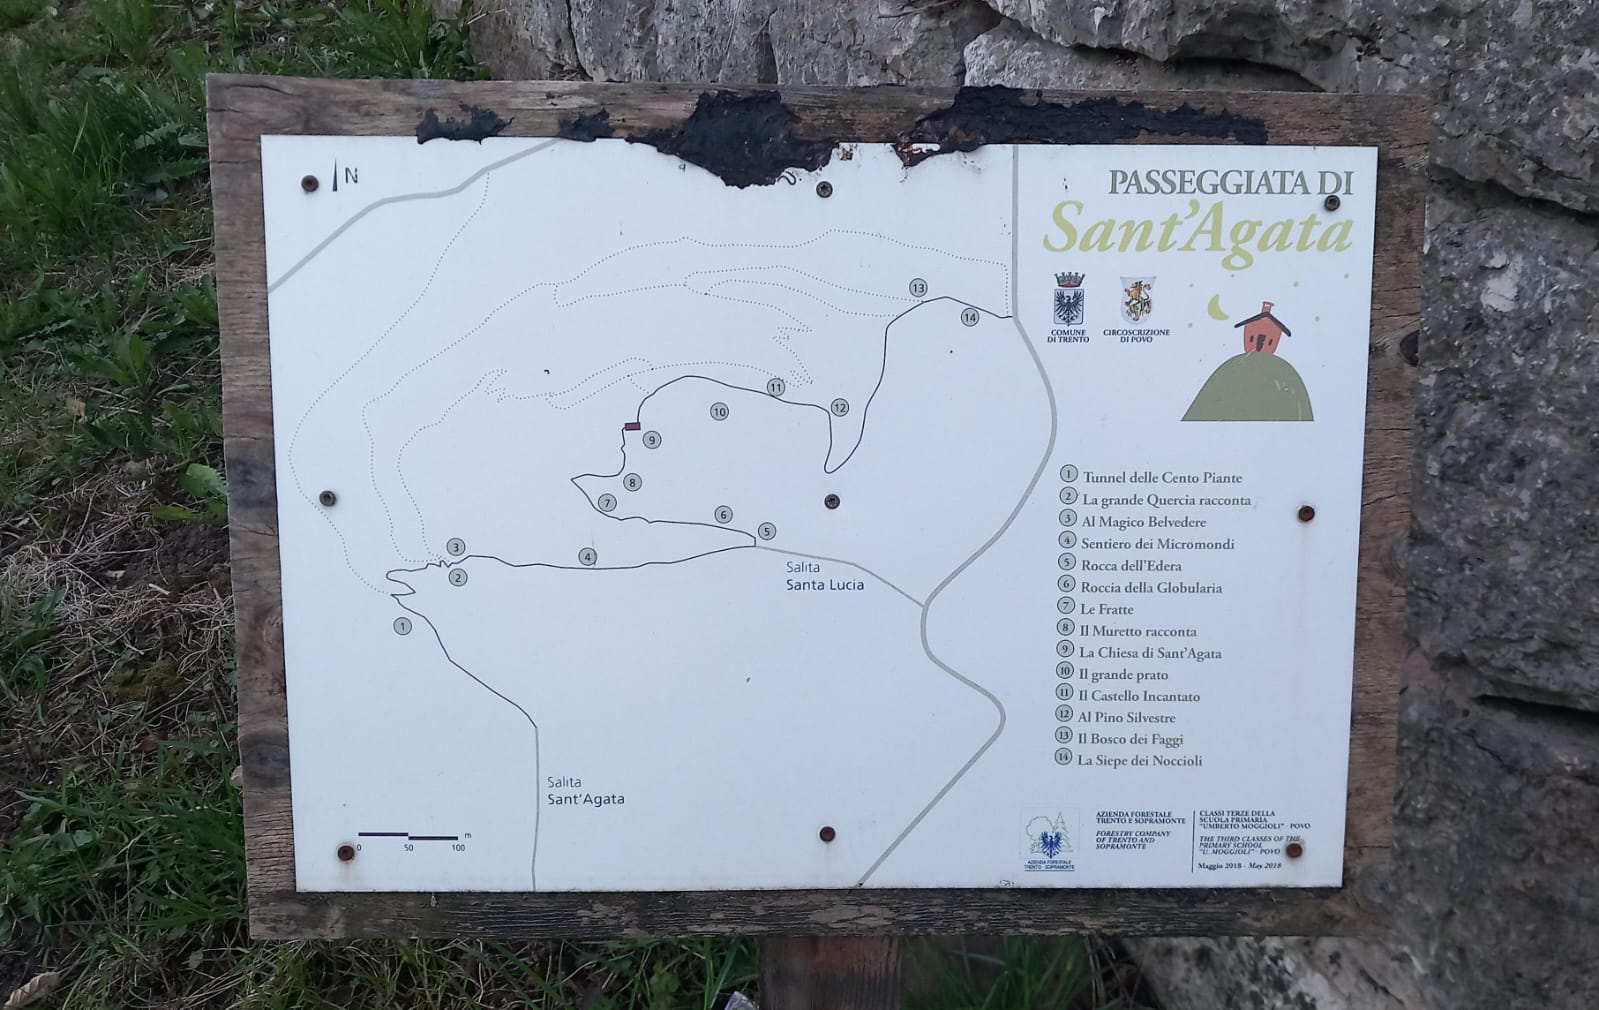 N
PASSEGGIATA DI
Sant'Agata
COMUNE
DI TRENTO
CIRCOSCRIZIONE
DI POVO
13
14
11
12
10
9
8
7
6
5
3
4
2
1
Salita
Santa Lucia
Salita
Sant'Agata
m
0 50 100
1 Tunnel delle Cento Piante
2 La grande Quercia racconta
3 Al Magico Belvedere
4 Sentiero dei Micromondi
5 Rocca dell'Edera
6 Roccia della Globularia
7 Le Fratte
8 Il Muretto racconta
9 La Chiesa di Sant'Agata
10 Il grande prato
11 Il Castello Incantato
12 Al Pino Silvestre
13 Il Bosco dei Faggi
14 La Siepe dei Noccioli
AZIENDA FORESTALE
TRENTO - SOPRAMONTE
AZIENDA FORESTALE
TRENTO E SOPRAMONTE
FORESTRY COMPANY
OF TRENTO AND
SOPRAMONTE
CLASSI TERZE DELLA
SCUOLA PRIMARIA
"UMBERTO MOGGIOLI" - POVO
THE THIRD CLASSES OF THE
PRIMARY SCHOOL
"U. MOGGIOLI" - POVO
Maggio 2018 - May 2018